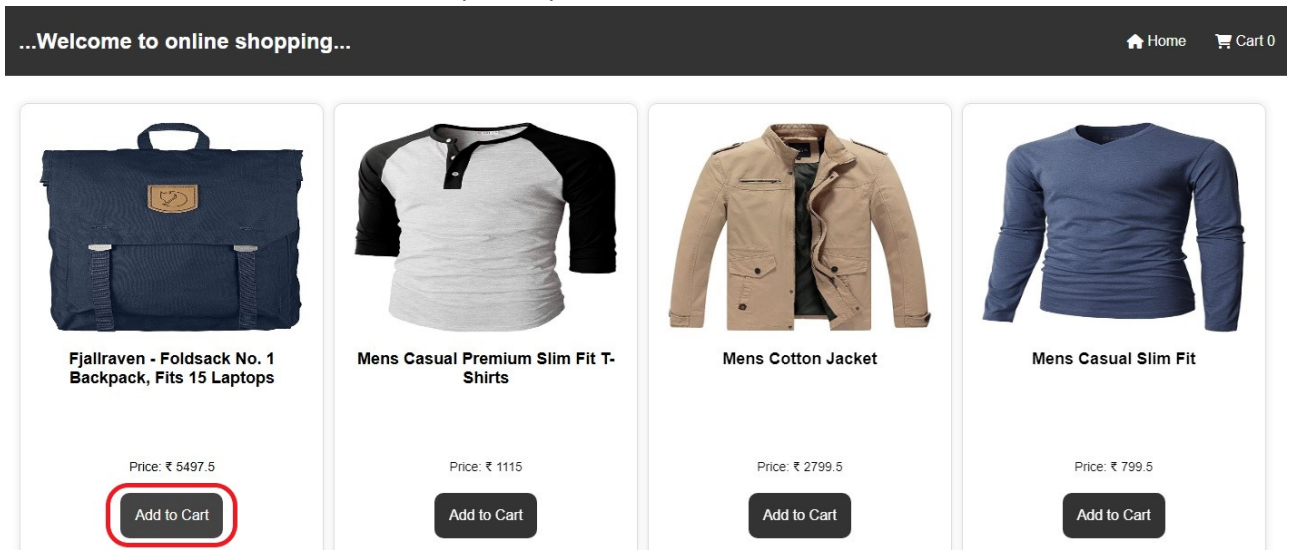 ...Welcome to online shopping...
Home
Cart 0
Fjallraven - Foldsack No. 1
Backpack, Fits 15 Laptops
Mens Casual Premium Slim Fit T-
Shirts
Mens Cotton Jacket
Mens Casual Slim Fit
Price: ₹ 5497.5
Price: ₹ 1115
Price: ₹ 2799.5
Price: ₹ 799.5
Add to Cart
Add to Cart
Add to Cart
Add to Cart